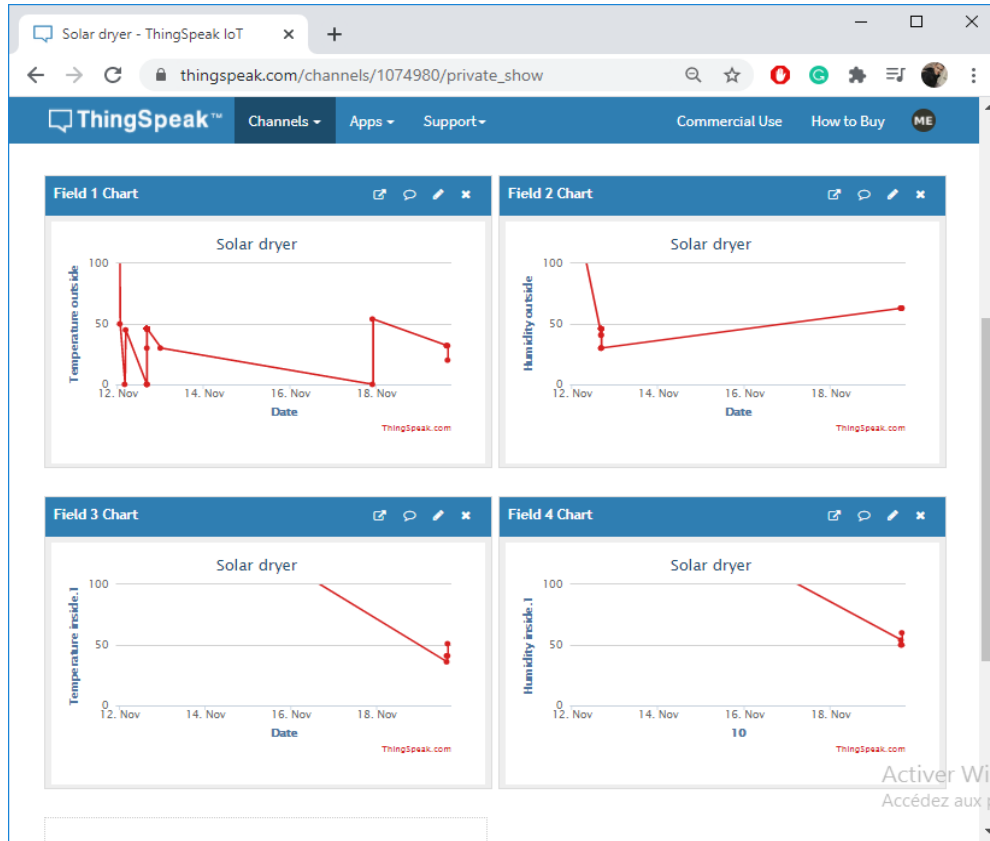 Solar dryer - ThingSpeak IoT
thingspeak.com/channels/1074980/private_show
ThingSpeak™ Channels Apps Support Commercial Use How to Buy ME
Field 1 Chart
Solar dryer
Temperature outside
100
50
0
12. Nov 14. Nov 16. Nov 18. Nov
Date
ThingSpeak.com
Field 2 Chart
Solar dryer
Humidity outside
100
50
0
12. Nov 14. Nov 16. Nov 18. Nov
Date
ThingSpeak.com
Field 3 Chart
Solar dryer
Temperature inside.1
100
50
0
12. Nov 14. Nov 16. Nov 18. Nov
Date
ThingSpeak.com
Field 4 Chart
Solar dryer
Humidity inside.1
100
50
0
12. Nov 14. Nov 16. Nov 18. Nov
10
ThingSpeak.com
Activer Wi
Accédez aux p